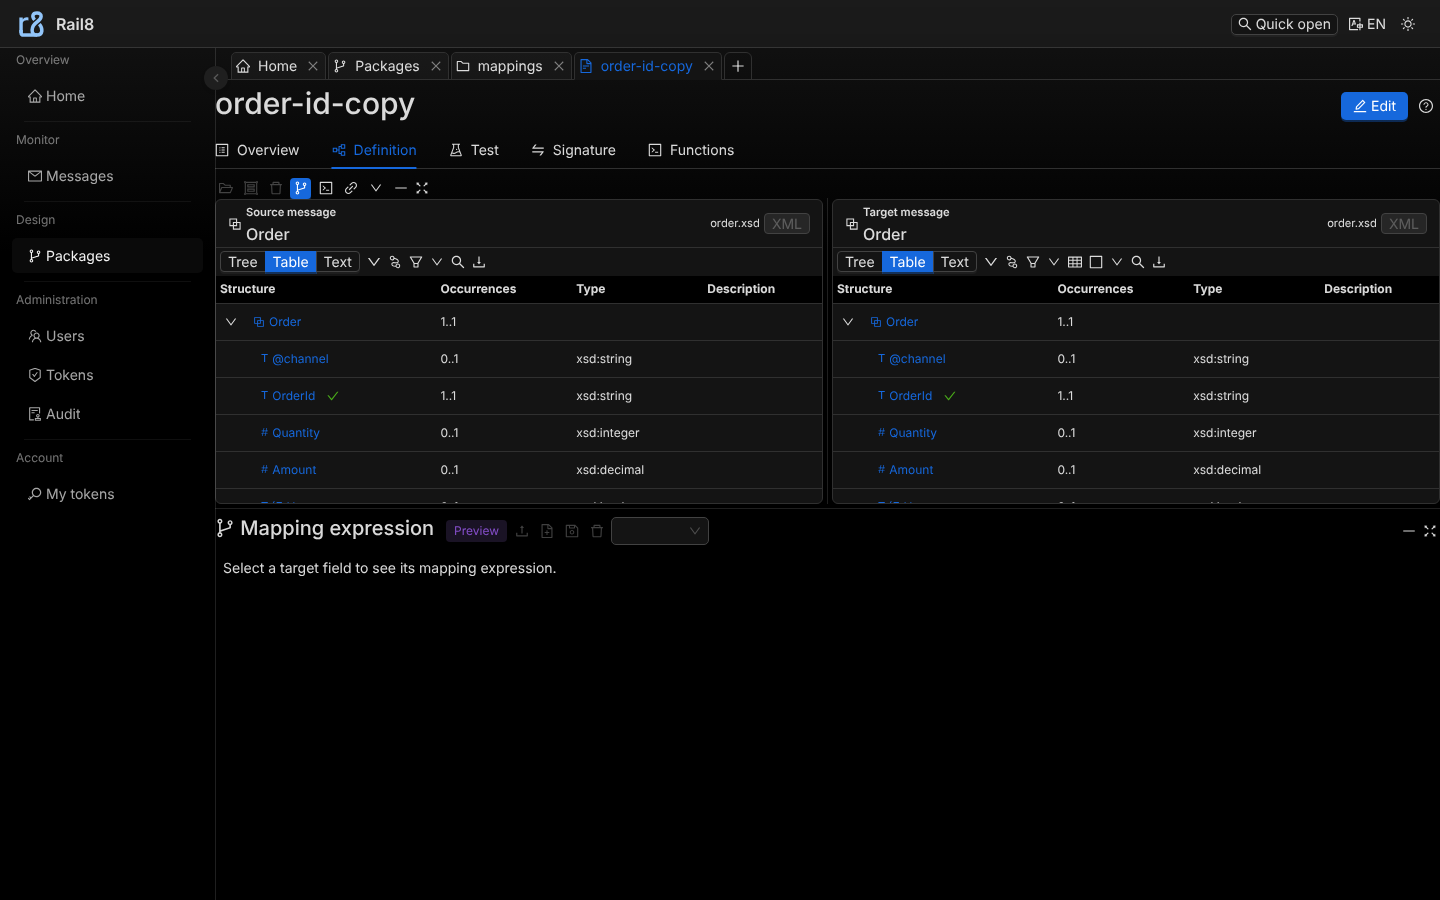 Rail8
Quick open
EN
Overview
Home
Monitor
Messages
Design
Packages
Administration
Users
Tokens
Audit
Account
My tokens
Home
Packages
mappings
order-id-copy
order-id-copy
Edit
Overview
Definition
Test
Signature
Functions
Source message
Order
order.xsd XML
Tree Table Text
Structure Occurrences Type Description
Order 1..1
T @channel 0..1 xsd:string
T OrderId 1..1 xsd:string
# Quantity 0..1 xsd:integer
# Amount 0..1 xsd:decimal
Target message
Order
order.xsd XML
Tree Table Text
Structure Occurrences Type Description
Order 1..1
T @channel 0..1 xsd:string
T OrderId 1..1 xsd:string
# Quantity 0..1 xsd:integer
# Amount 0..1 xsd:decimal
Mapping expression
Preview
Select a target field to see its mapping expression.